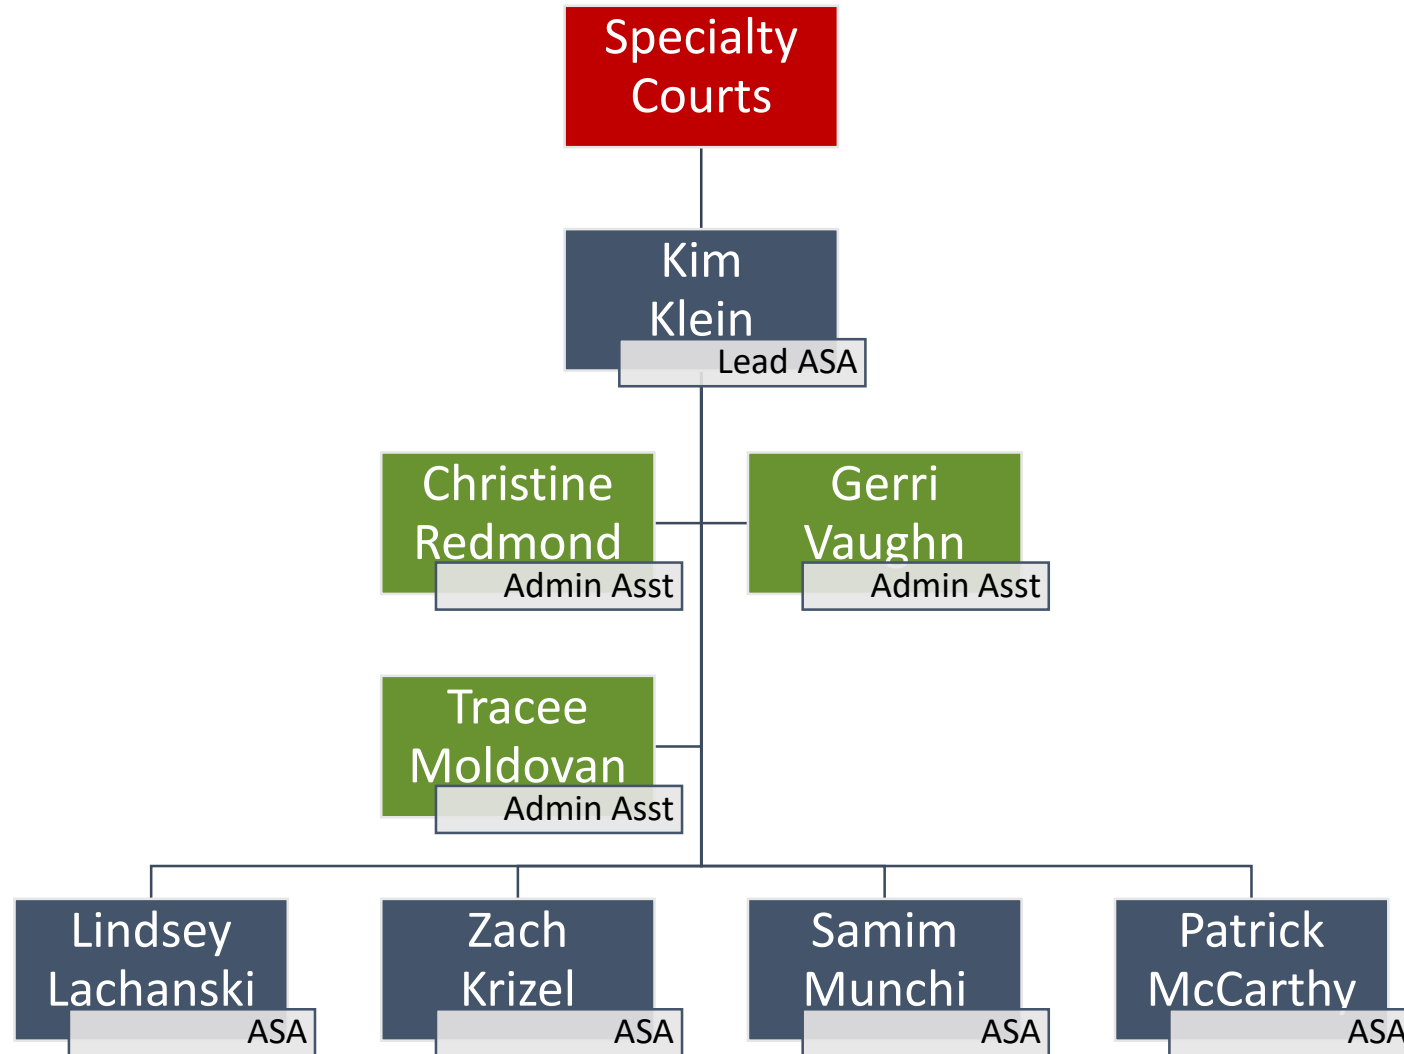 Specialty
Courts
Kim
Klein
Lead ASA
Christine
Redmond
Admin Asst
Gerri
Vaughn
Admin Asst
Tracee
Moldovan
Admin Asst
Lindsey
Lachanski
ASA
Zach
Krizel
ASA
Samim
Munchi
ASA
Patrick
McCarthy
ASA